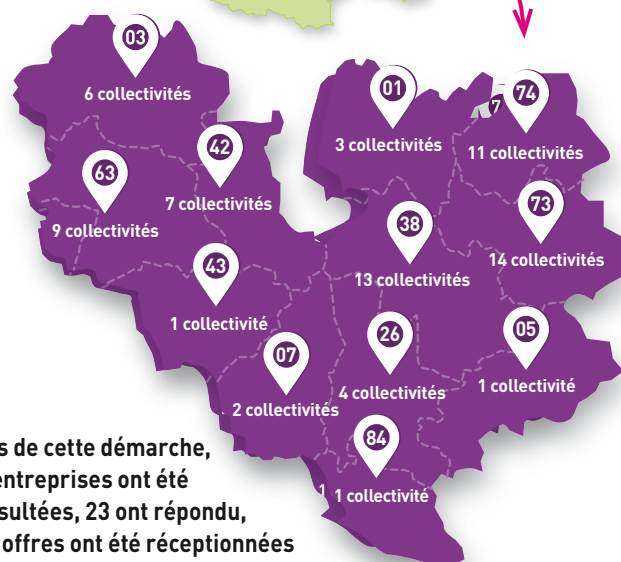 03
6 collectivités
01
3 collectivités
7
74
11 collectivités
42
7 collectivités
63
9 collectivités
73
14 collectivités
38
13 collectivités
43
1 collectivité
26
4 collectivités
05
1 collectivité
07
2 collectivités
84
1 1 collectivité
de cette démarche,
entreprises ont été
23 ont répondu,
offres ont été réceptionnées